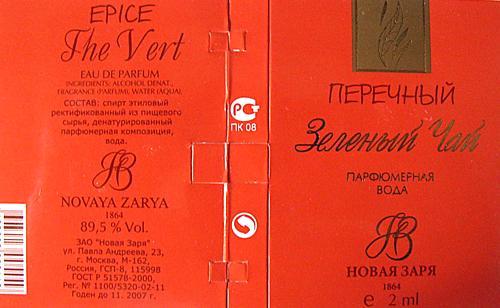 EPICE
The Vert
EAU DE PARFUM
INGREDIENTS: ALCOHOL DENAT.,
FRAGRANCE (PARFUM), WATER (AQUA).
СОСТАВ: спирт этиловый
ректификованный из пищевого
сырья, денатурированный
парфюмерная композиция,
вода.
NOVAYA ZARYA
1864
89,5 % Vol.
ЗАО "Новая Заря"
ул. Павла Андреева, 23,
г. Москва, М-162,
Россия, ГСП-8, 115998
ГОСТ Р 51578-2000,
Рег. № 1100/5320-02-11
Годен до 11. 2007 г.
РСТ
ПК 08
ПЕРЕЧНЫЙ
Зеленый Чай
ПАРФЮМЕРНАЯ
ВОДА
НОВАЯ ЗАРЯ
1864
e 2 ml